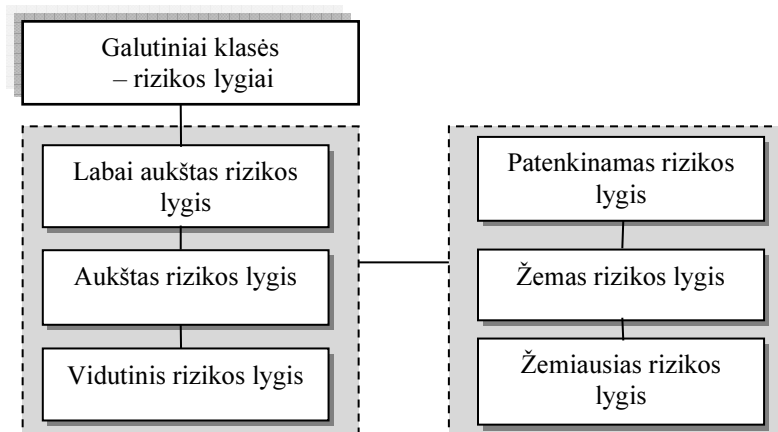 Galutiniai klasės
– rizikos lygiai
Labai aukštas rizikos
lygis
Aukštas rizikos lygis
Vidutinis rizikos lygis
Patenkinamas rizikos
lygis
Žemas rizikos lygis
Žemiausias rizikos
lygis